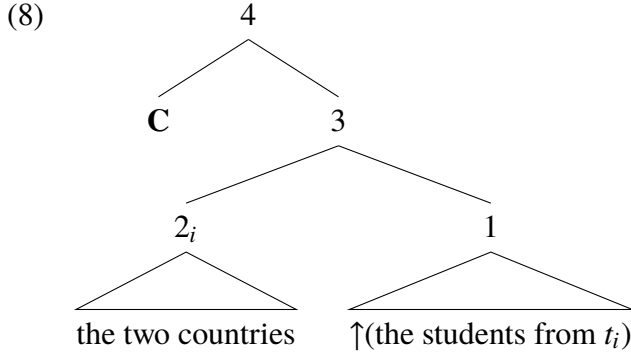 (8) 4
C 3
2i 1
the two countries ↑(the students from ti)